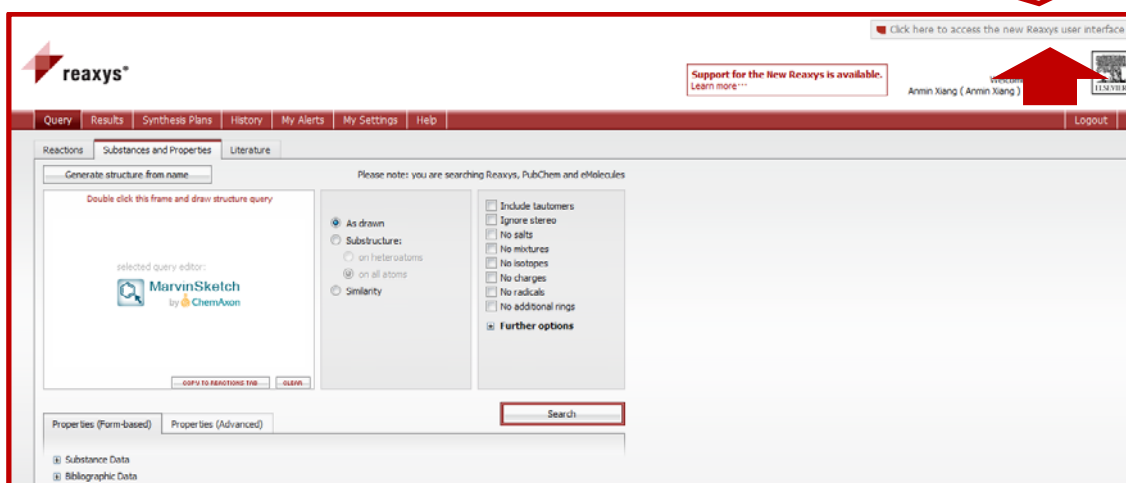 Click here to access the new Reaxys user interface
reaxys®
Support for the New Reaxys is available.
Learn more
Anmin Xiang ( Anmin Xiang )
ELSEVIER
Query Results Synthesis Plans History My Alerts My Settings Help Logout
Reactions Substances and Properties Literature
Generate structure from name
Please note: you are searching Reaxys, PubChem and eMolecules
Double click this frame and draw structure query
selected query editor:
MarvinSketch
by ChemAxon
COPY TO REACTIONS TAB CLEAR
As drawn
Substructure:
on heteroatoms
on all atoms
Similarity
Include tautomers
Ignore stereo
No salts
No mixtures
No isotopes
No charges
No radicals
No additional rings
Further options
Search
Properties (Form-based) Properties (Advanced)
Substance Data
Bibliographic Data